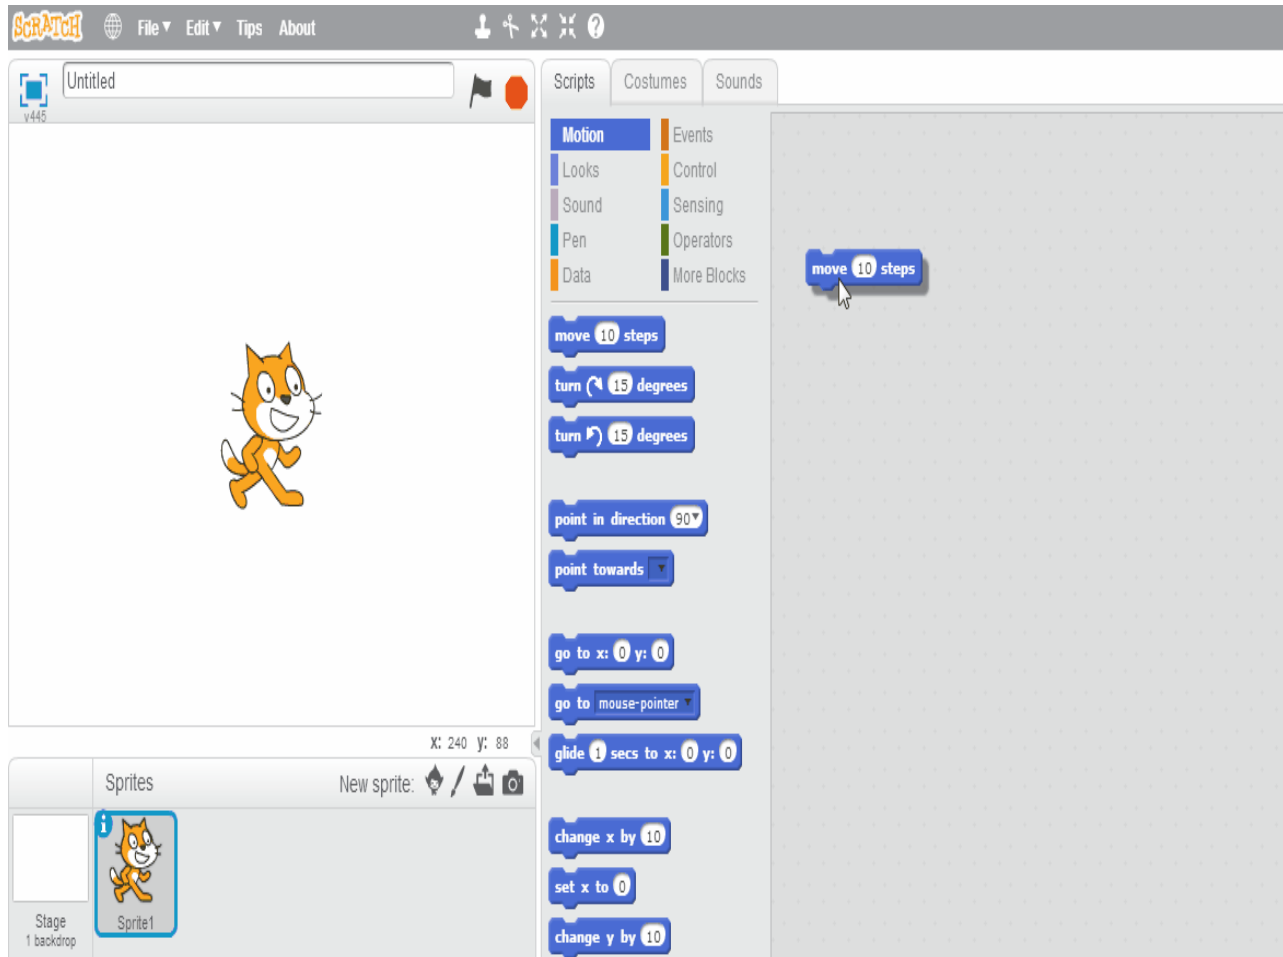 SCRATCH File Edit Tips About
Untitled
v445
Scripts Costumes Sounds
Motion Events
Looks Control
Sound Sensing
Pen Operators
Data More Blocks
move 10 steps
turn 15 degrees
turn 15 degrees
point in direction 90
point towards
go to x: 0 y: 0
go to mouse-pointer
glide 1 secs to x: 0 y: 0
change x by 10
set x to 0
change y by 10
move 10 steps
x: 240 y: 88
Sprites New sprite:
Stage
1 backdrop
Sprite1